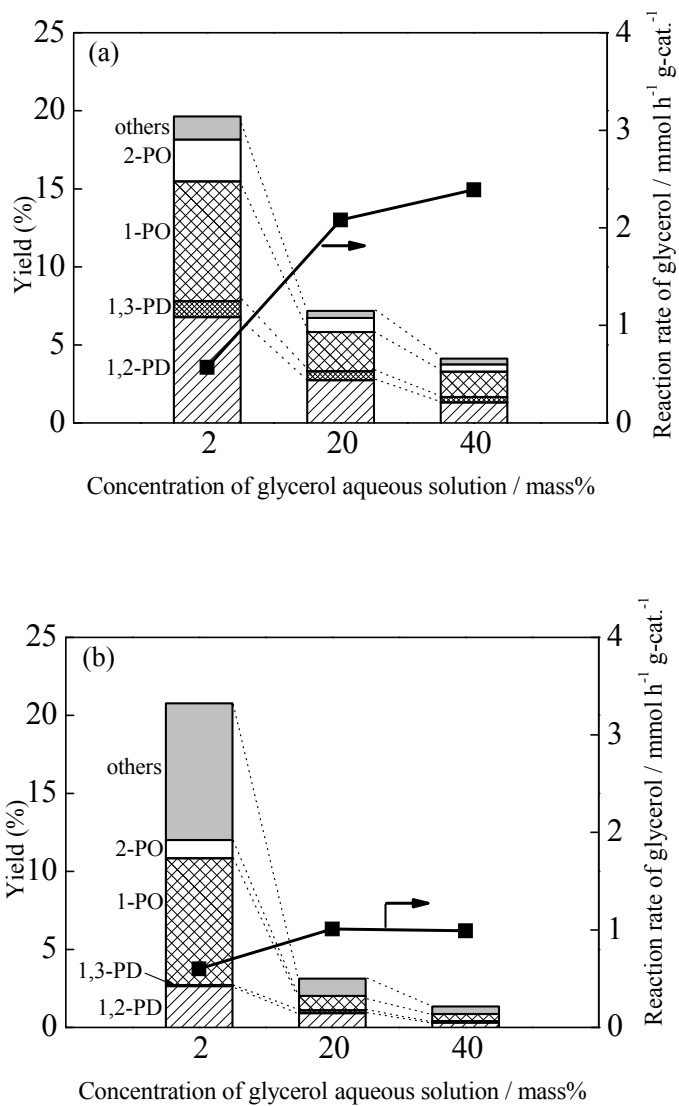 (a)
25
20
15
10
5
0
Yield (%)
others
2-PO
1-PO
1,3-PD
1,2-PD
4
3
2
1
0
Reaction rate of glycerol / mmol h⁻¹ g-cat.⁻¹
2 20 40
Concentration of glycerol aqueous solution / mass%
(b)
25
20
15
10
5
0
Yield (%)
others
2-PO
1-PO
1,3-PD
1,2-PD
4
3
2
1
0
Reaction rate of glycerol / mmol h⁻¹ g-cat.⁻¹
2 20 40
Concentration of glycerol aqueous solution / mass%